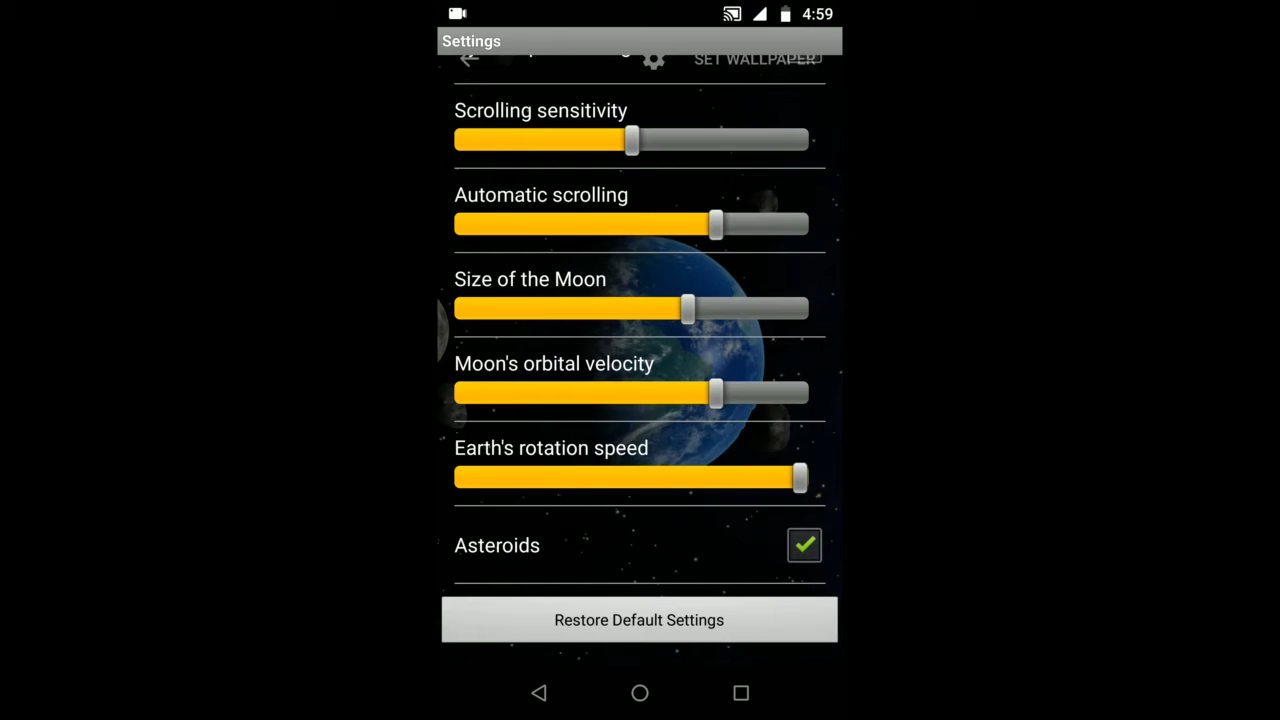 4:59
Settings
SET WALLPAPER
Scrolling sensitivity
Automatic scrolling
Size of the Moon
Moon's orbital velocity
Earth's rotation speed
Asteroids
Restore Default Settings